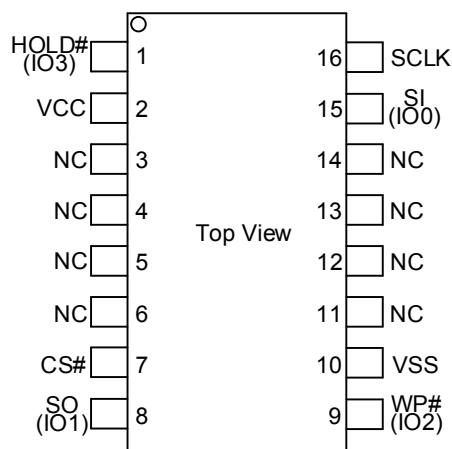 HOLD#
(IO3) 1 16 SCLK
VCC 2 15 SI
(IO0)
NC 3 14 NC
NC 4 13 NC
Top View
NC 5 12 NC
NC 6 11 NC
CS# 7 10 VSS
SO
(IO1) 8 9 WP#
(IO2)